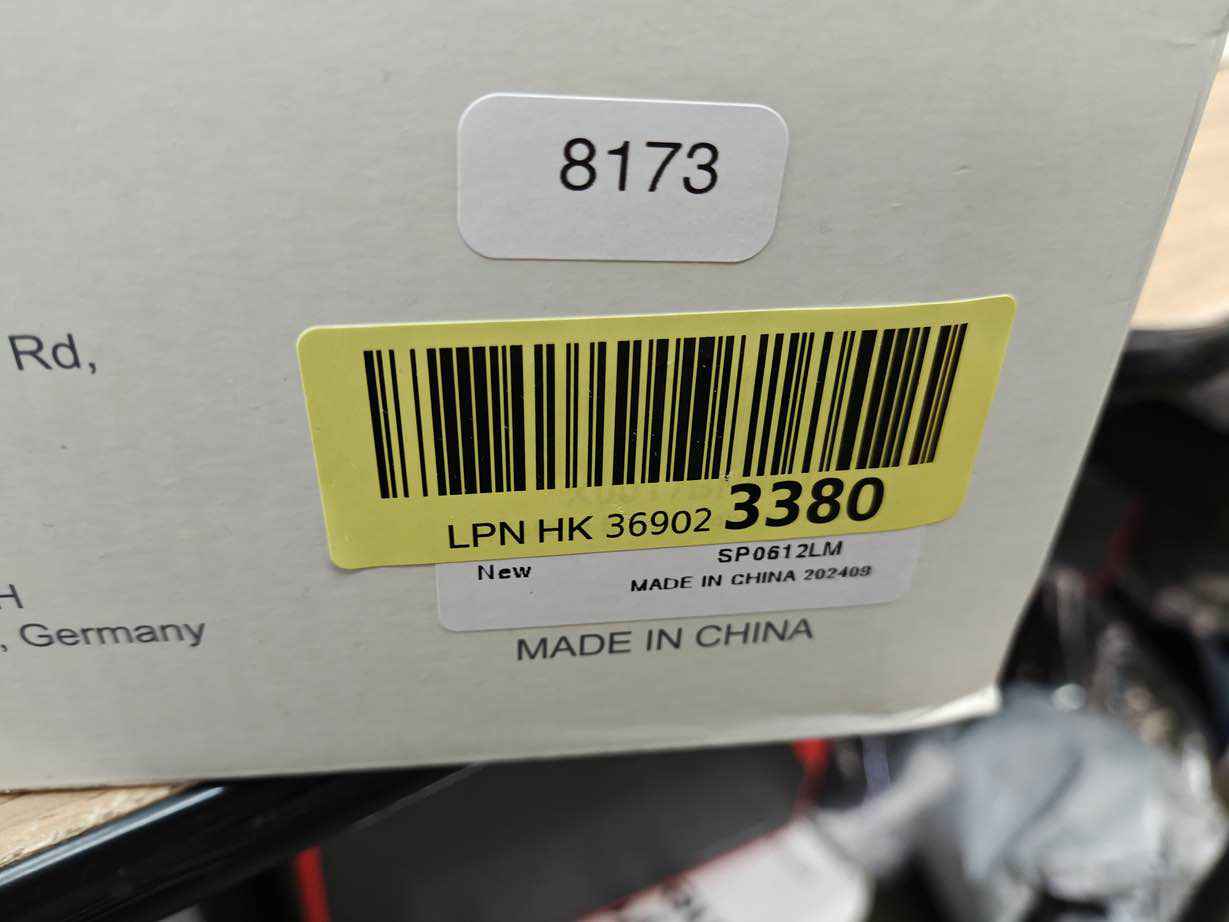 8173
Rd,
LPN HK 36902 3380
New
SP0612LM
MADE IN CHINA 202409
H
, Germany
MADE IN CHINA